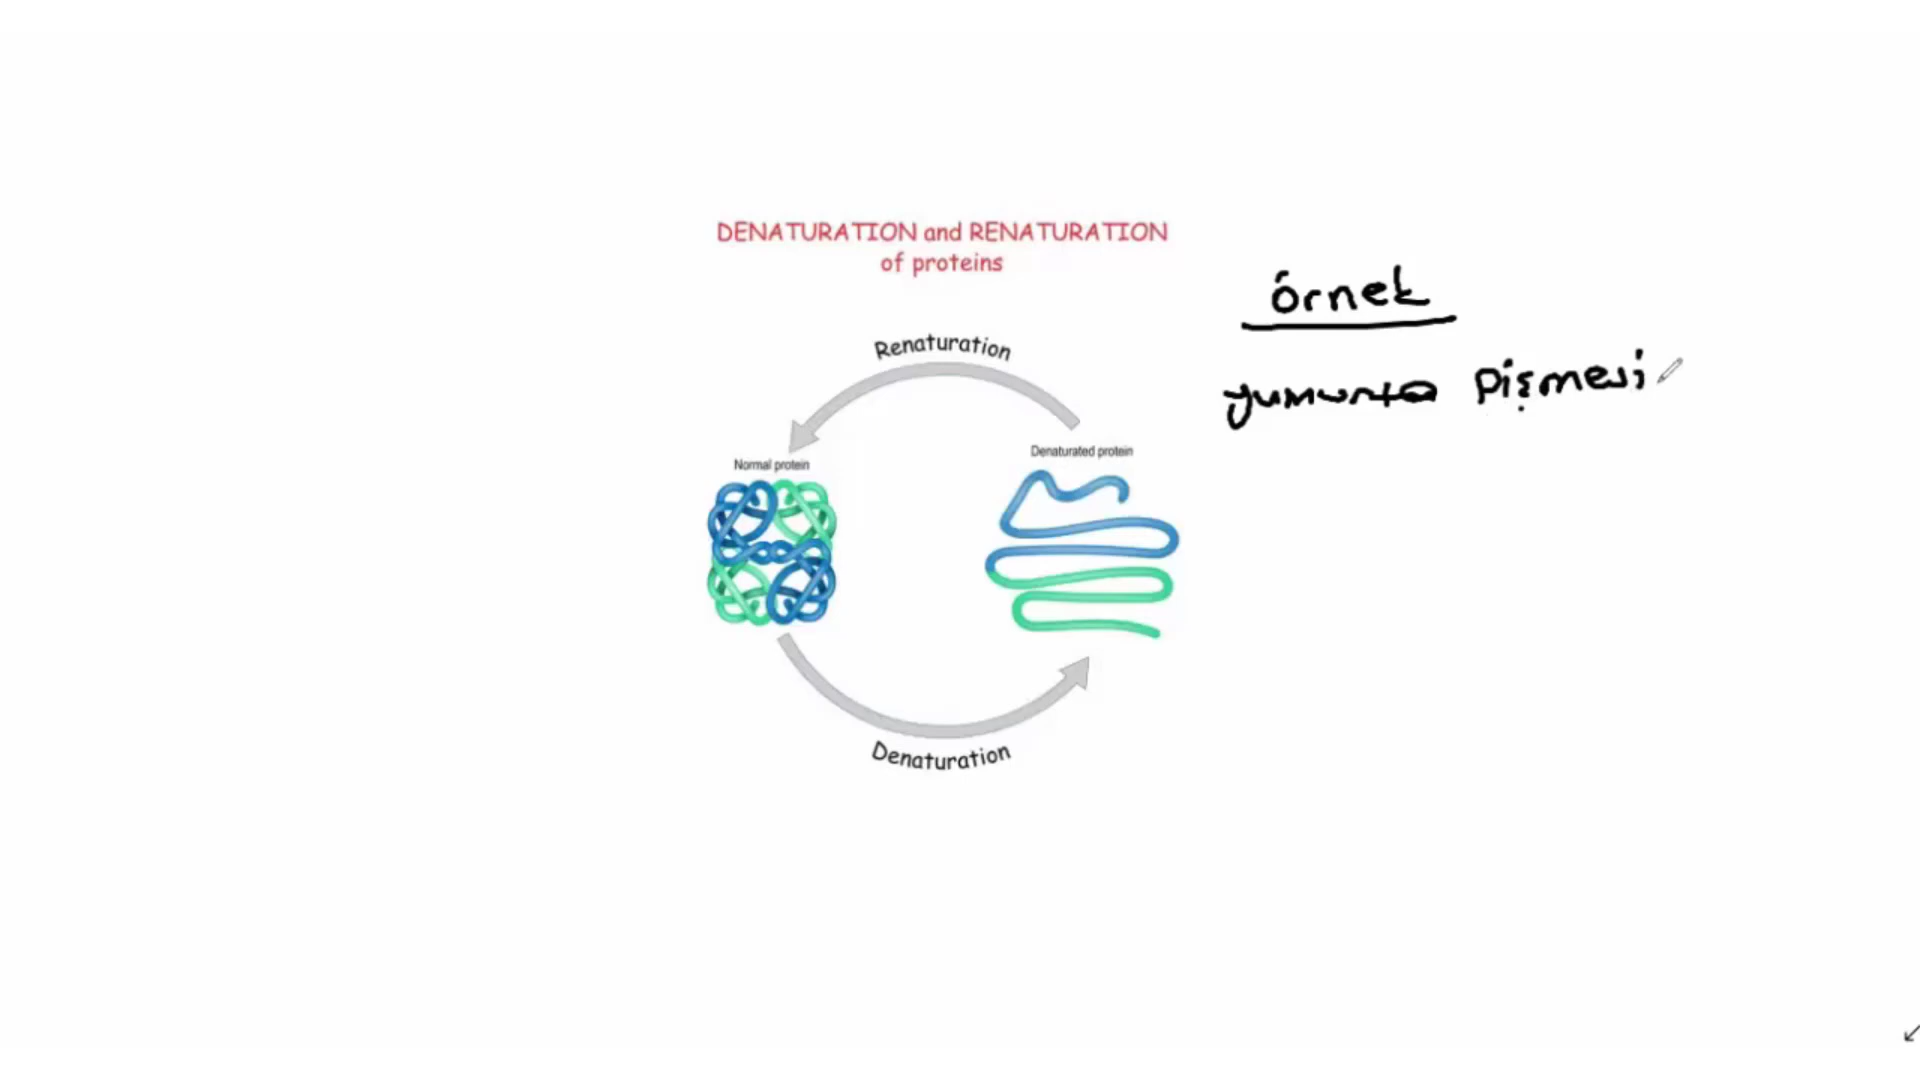 DENATURATION and RENATURATION
of proteins
örnek
Renaturation
yumurta pişmesi
Denaturated protein
Normal protein
Denaturation